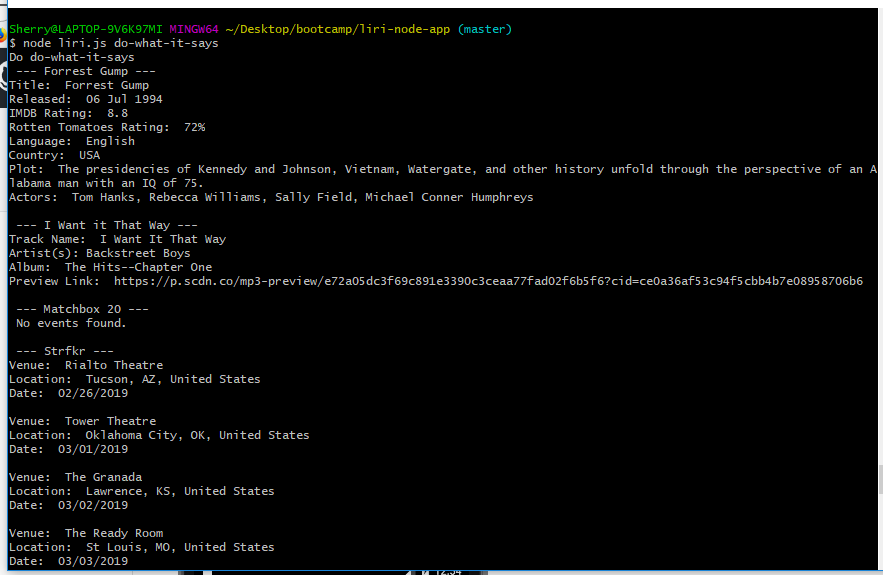 Sherry@LAPTOP-9V6K97MI MINGW64 ~/Desktop/bootcamp/liri-node-app (master)
$ node liri.js do-what-it-says
Do do-what-it-says
--- Forrest Gump ---
Title:  Forrest Gump
Released:  06 Jul 1994
IMDB Rating:  8.8
Rotten Tomatoes Rating:  72%
Language:  English
Country:  USA
Plot:  The presidencies of Kennedy and Johnson, Vietnam, Watergate, and other history unfold through the perspective of an A
labama man with an IQ of 75.
Actors:  Tom Hanks, Rebecca Williams, Sally Field, Michael Conner Humphreys
--- I Want it That Way ---
Track Name:  I Want It That Way
Artist(s): Backstreet Boys
Album:  The Hits--Chapter One
Preview Link:  https://p.scdn.co/mp3-preview/e72a05dc3f69c891e3390c3ceaa77fad02f6b5f6?cid=ce0a36af53c94f5cbb4b7e08958706b6
--- Matchbox 20 ---
No events found.
--- Strfkr ---
Venue:  Rialto Theatre
Location:  Tucson, AZ, United States
Date:  02/26/2019
Venue:  Tower Theatre
Location:  Oklahoma City, OK, United States
Date:  03/01/2019
Venue:  The Granada
Location:  Lawrence, KS, United States
Date:  03/02/2019
Venue:  The Ready Room
Location:  St Louis, MO, United States
Date:  03/03/2019